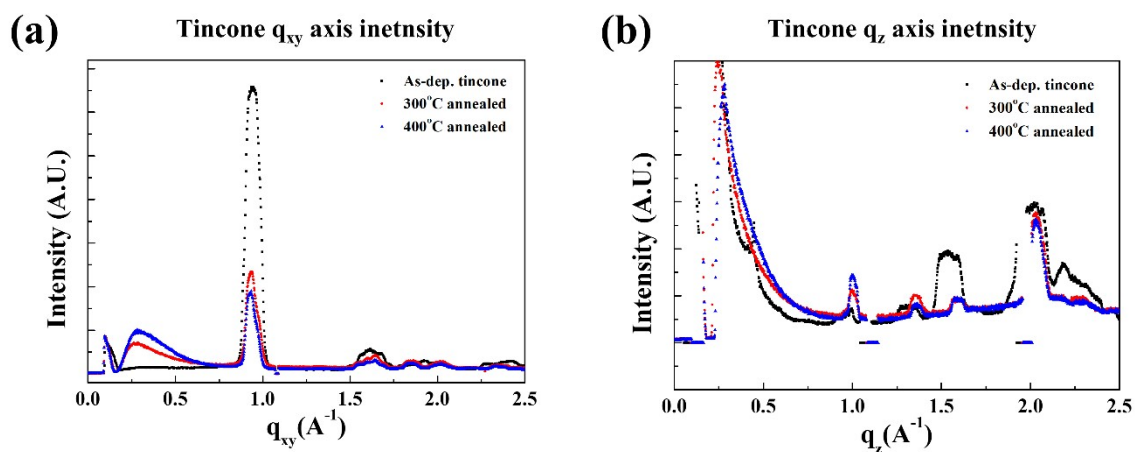 (a)
Tincone qxy axis inetnsity
As-dep. tincone
300°C annealed
400°C annealed
Intensity (A.U.)
0.0 0.5 1.0 1.5 2.0 2.5
qxy(A-1)
(b)
Tincone qz axis inetnsity
As-dep. tincone
300°C annealed
400°C annealed
Intensity (A.U.)
0.0 0.5 1.0 1.5 2.0 2.5
qz(A-1)